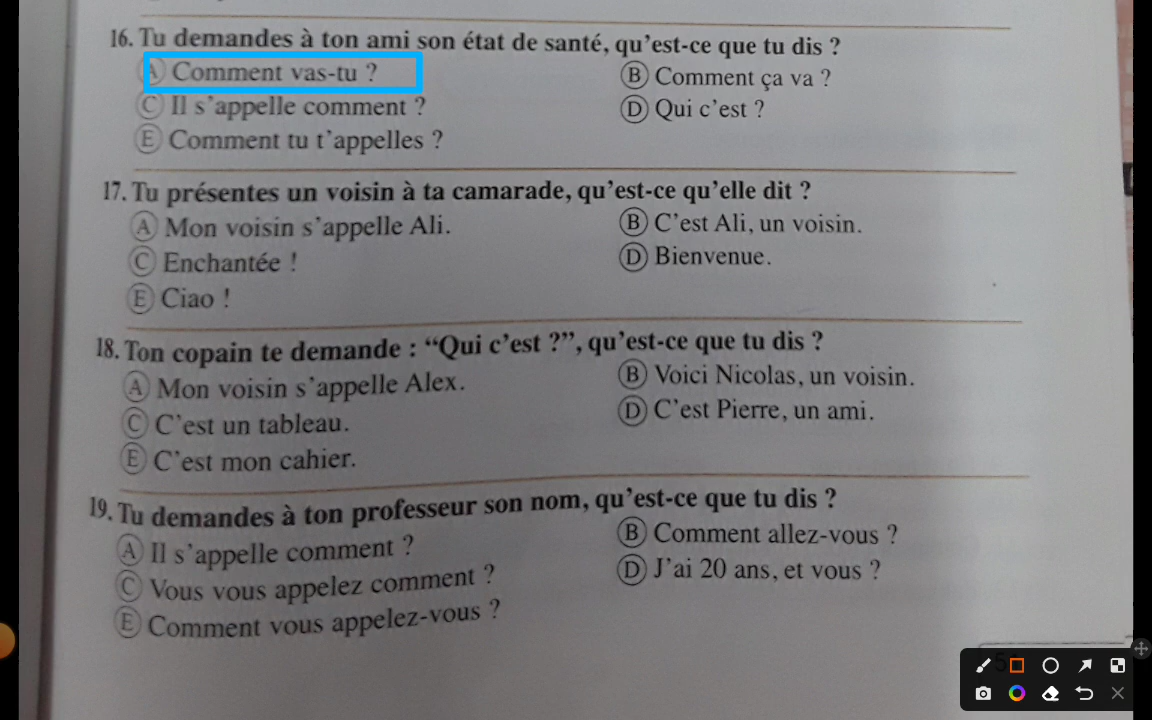 16. Tu demandes à ton ami son état de santé, qu'est-ce que tu dis ?
A Comment vas-tu ?
B Comment ça va ?
C Il s'appelle comment ?
D Qui c'est ?
E Comment tu t'appelles ?
17. Tu présentes un voisin à ta camarade, qu'est-ce qu'elle dit ?
A Mon voisin s'appelle Ali.
B C'est Ali, un voisin.
C Enchantée !
D Bienvenue.
E Ciao !
18. Ton copain te demande : “Qui c'est ?”, qu'est-ce que tu dis ?
A Mon voisin s'appelle Alex.
B Voici Nicolas, un voisin.
C C'est un tableau.
D C'est Pierre, un ami.
E C'est mon cahier.
19. Tu demandes à ton professeur son nom, qu'est-ce que tu dis ?
A Il s'appelle comment ?
B Comment allez-vous ?
C Vous vous appelez comment ?
D J'ai 20 ans, et vous ?
E Comment vous appelez-vous ?